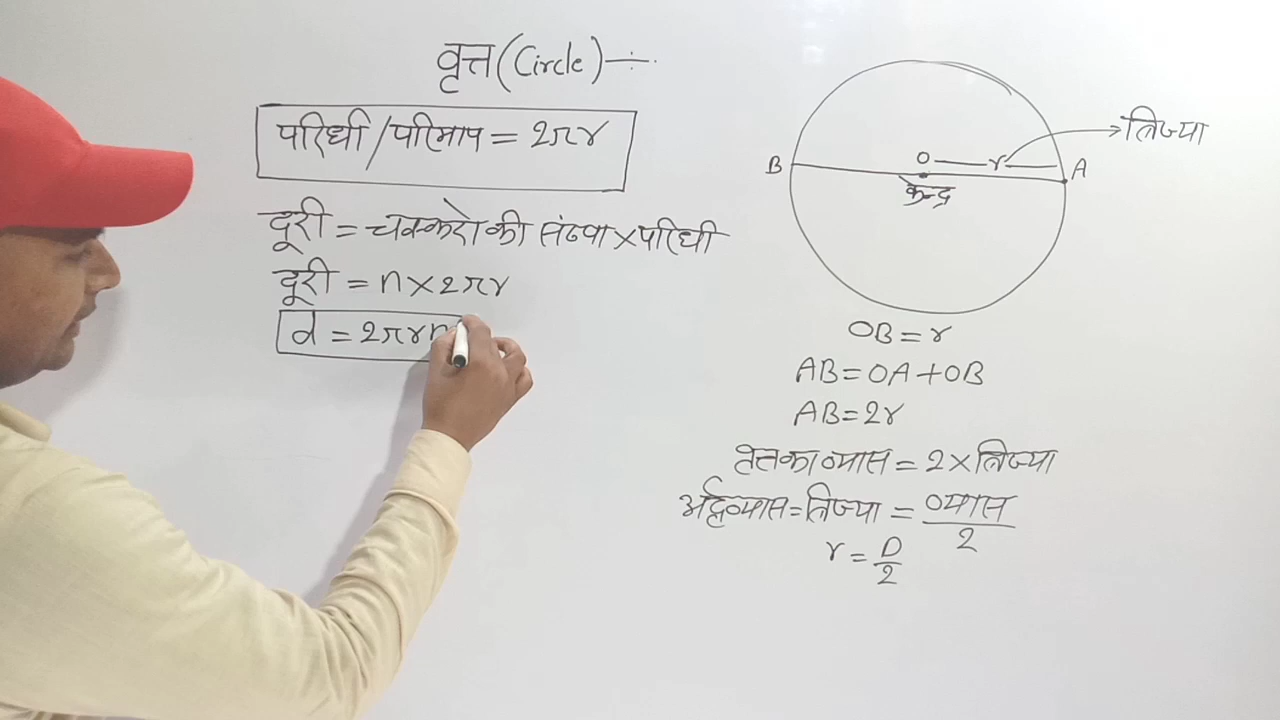 वृत्त (Circle) ÷
परिधी/परिमाप = 2πr
दूरी = चक्करो की संख्या × परिधी
दूरी = n × 2πr
d = 2πrn
B
O
r
A
त्रिज्या
केन्द्र
OB = r
AB = OA + OB
AB = 2r
वृत्त का व्यास = 2 × त्रिज्या
अर्द्धव्यास = त्रिज्या = व्यास/2
r = D/2